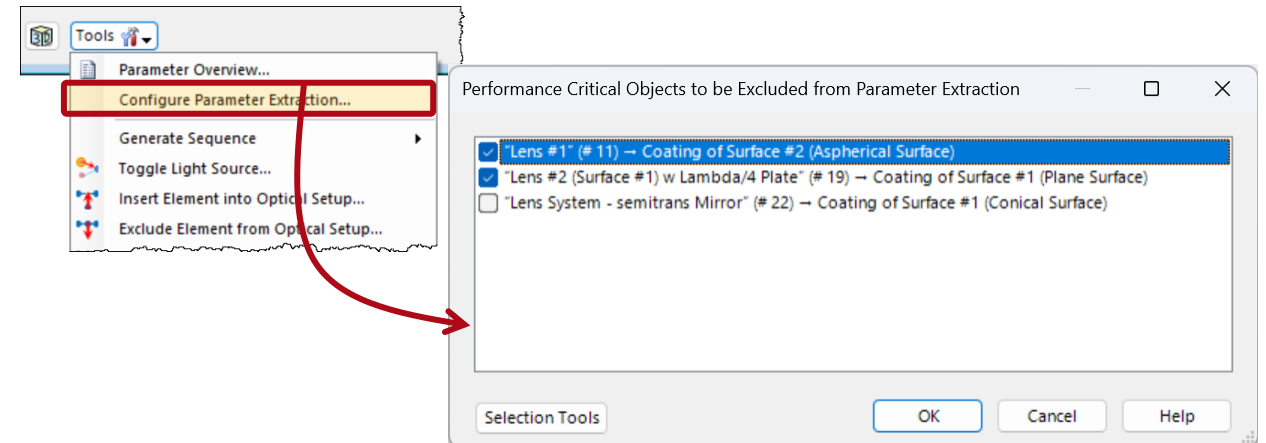 3D
Tools
Parameter Overview...
Configure Parameter Extraction...
Generate Sequence
Toggle Light Source...
Insert Element into Optical Setup...
Exclude Element from Optical Setup...
Performance Critical Objects to be Excluded from Parameter Extraction
"Lens #1" (# 11) → Coating of Surface #2 (Aspherical Surface)
"Lens #2 (Surface #1) w Lambda/4 Plate" (# 19) → Coating of Surface #1 (Plane Surface)
"Lens System - semitrans Mirror" (# 22) → Coating of Surface #1 (Conical Surface)
Selection Tools
OK
Cancel
Help